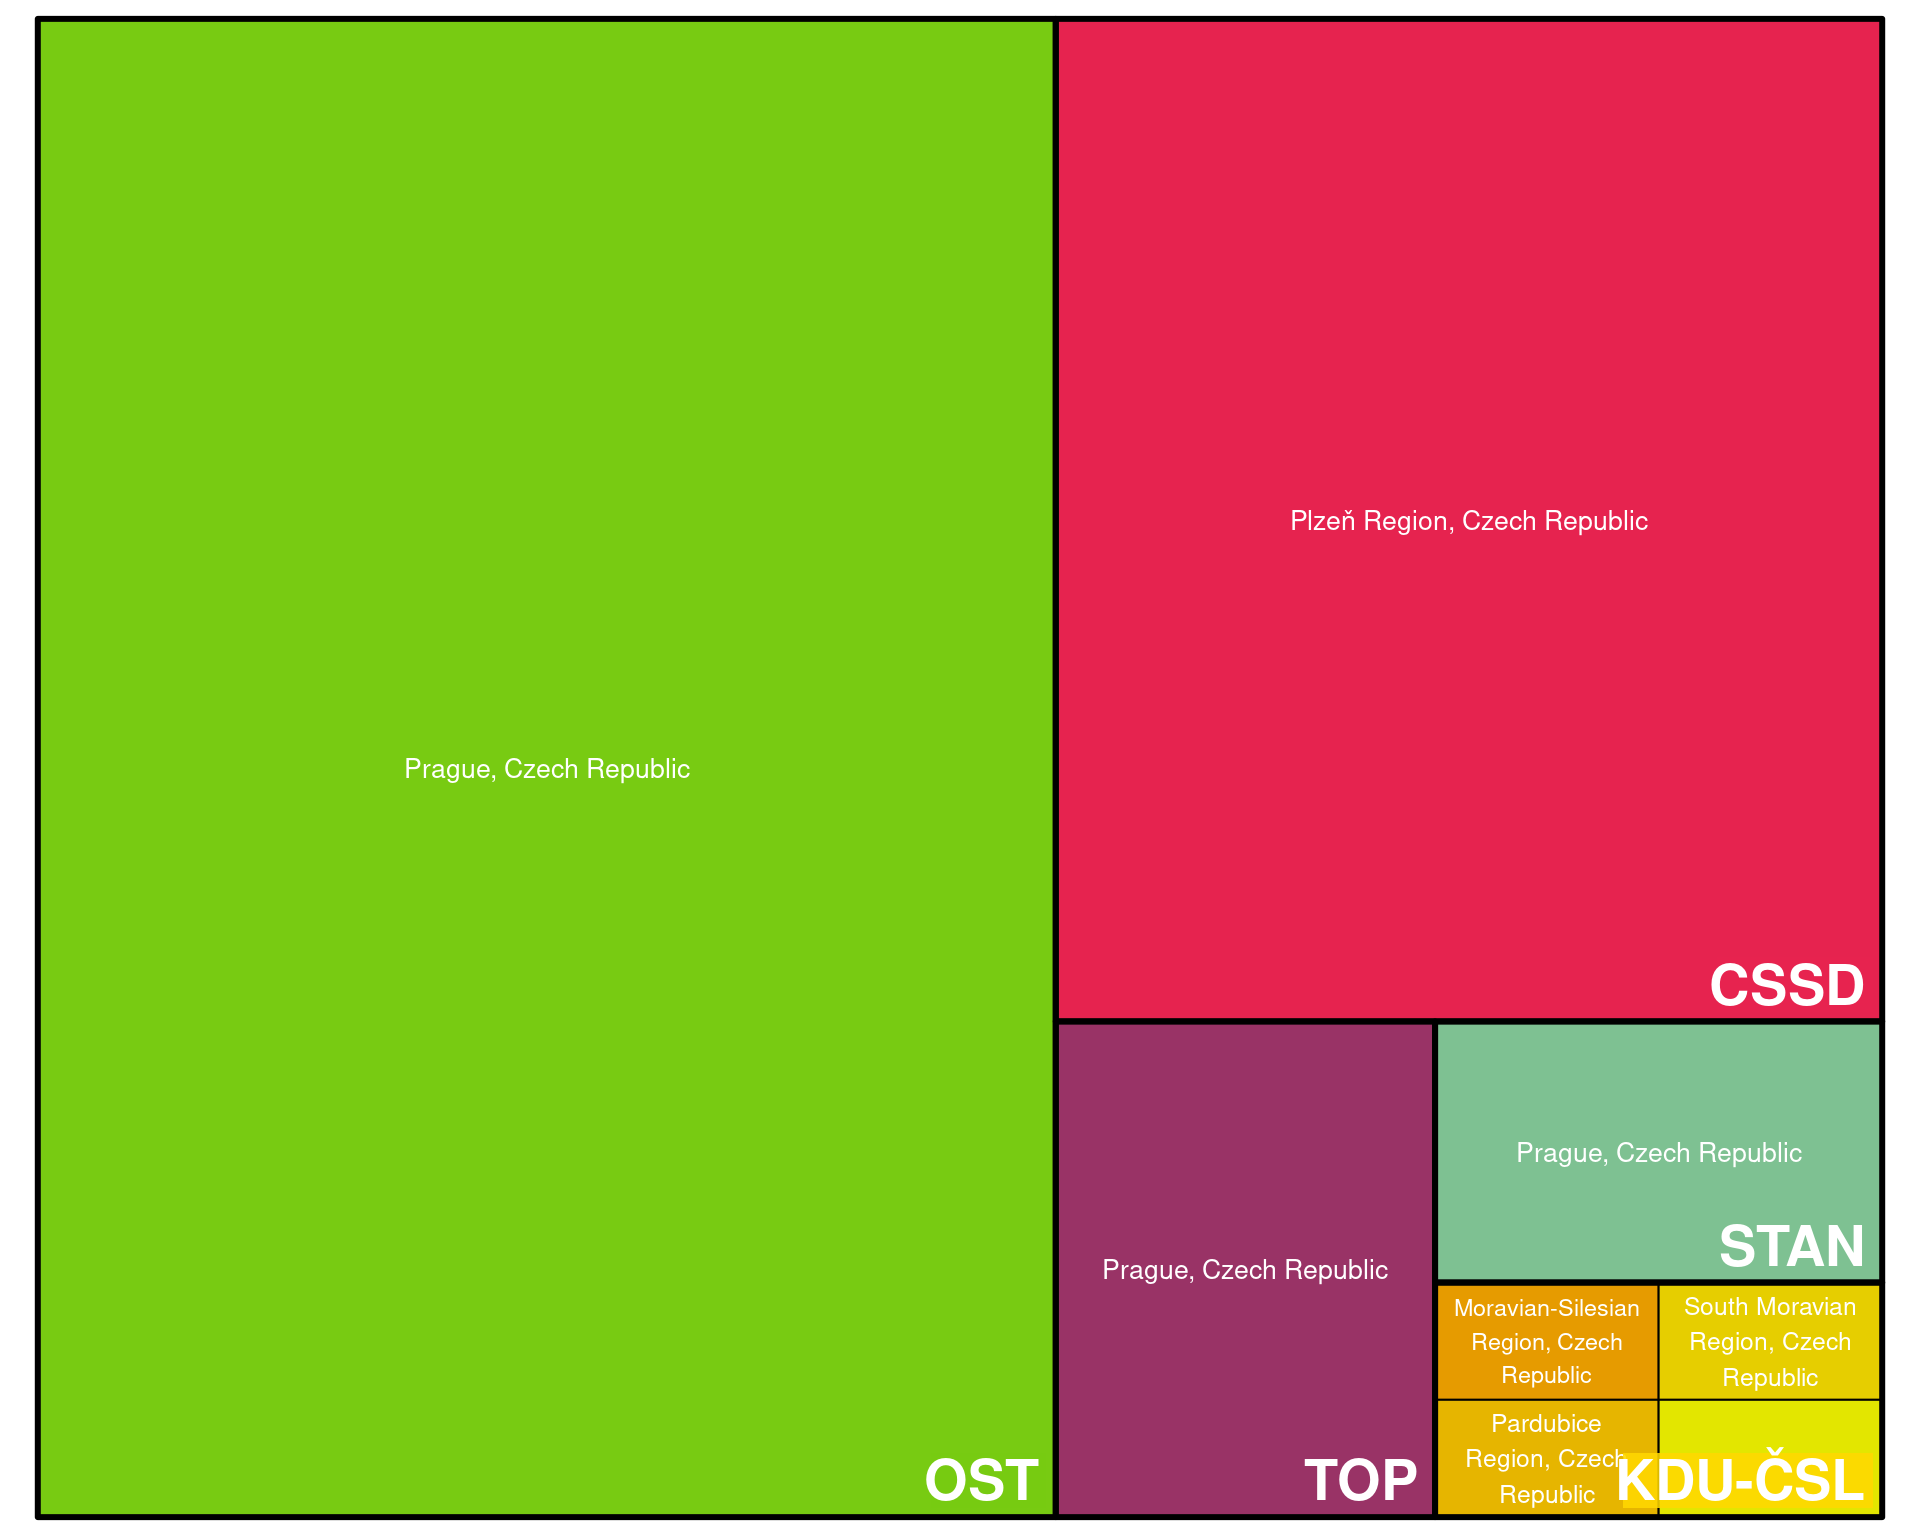 Prague, Czech Republic
OST
Plzeň Region, Czech Republic
CSSD
Prague, Czech Republic
TOP
Prague, Czech Republic
STAN
Moravian-Silesian
Region, Czech
Republic
South Moravian
Region, Czech
Republic
Pardubice
Region, Czech
Republic
KDU-ČSL